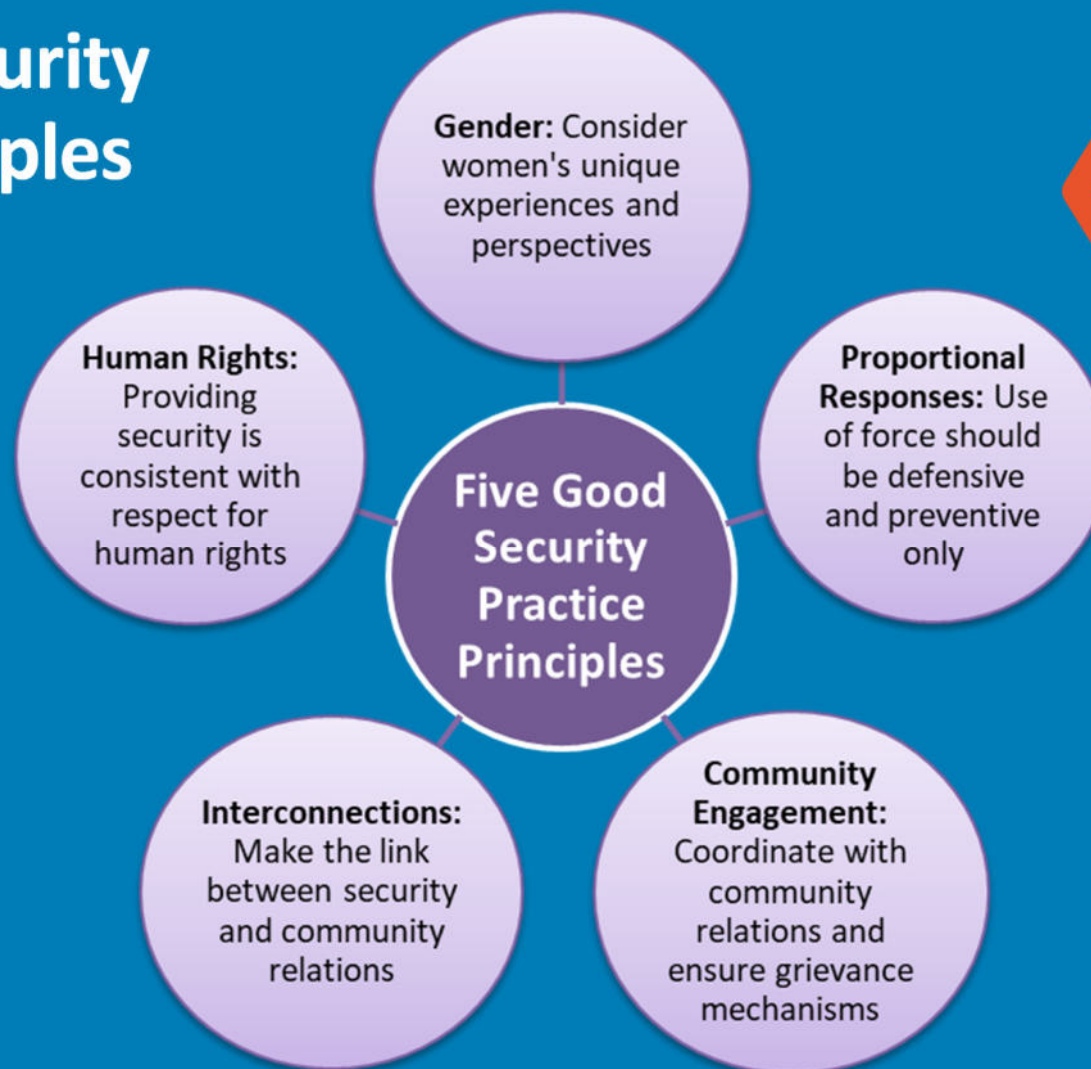 Gender: Consider
women's unique
experiences and
perspectives
Proportional
Responses: Use
of force should
be defensive
and preventive
only
Community
Engagement:
Coordinate with
community
relations and
ensure grievance
mechanisms
Interconnections:
Make the link
between security
and community
relations
Human Rights:
Providing
security is
consistent with
respect for
human rights
Five Good
Security
Practice
Principles